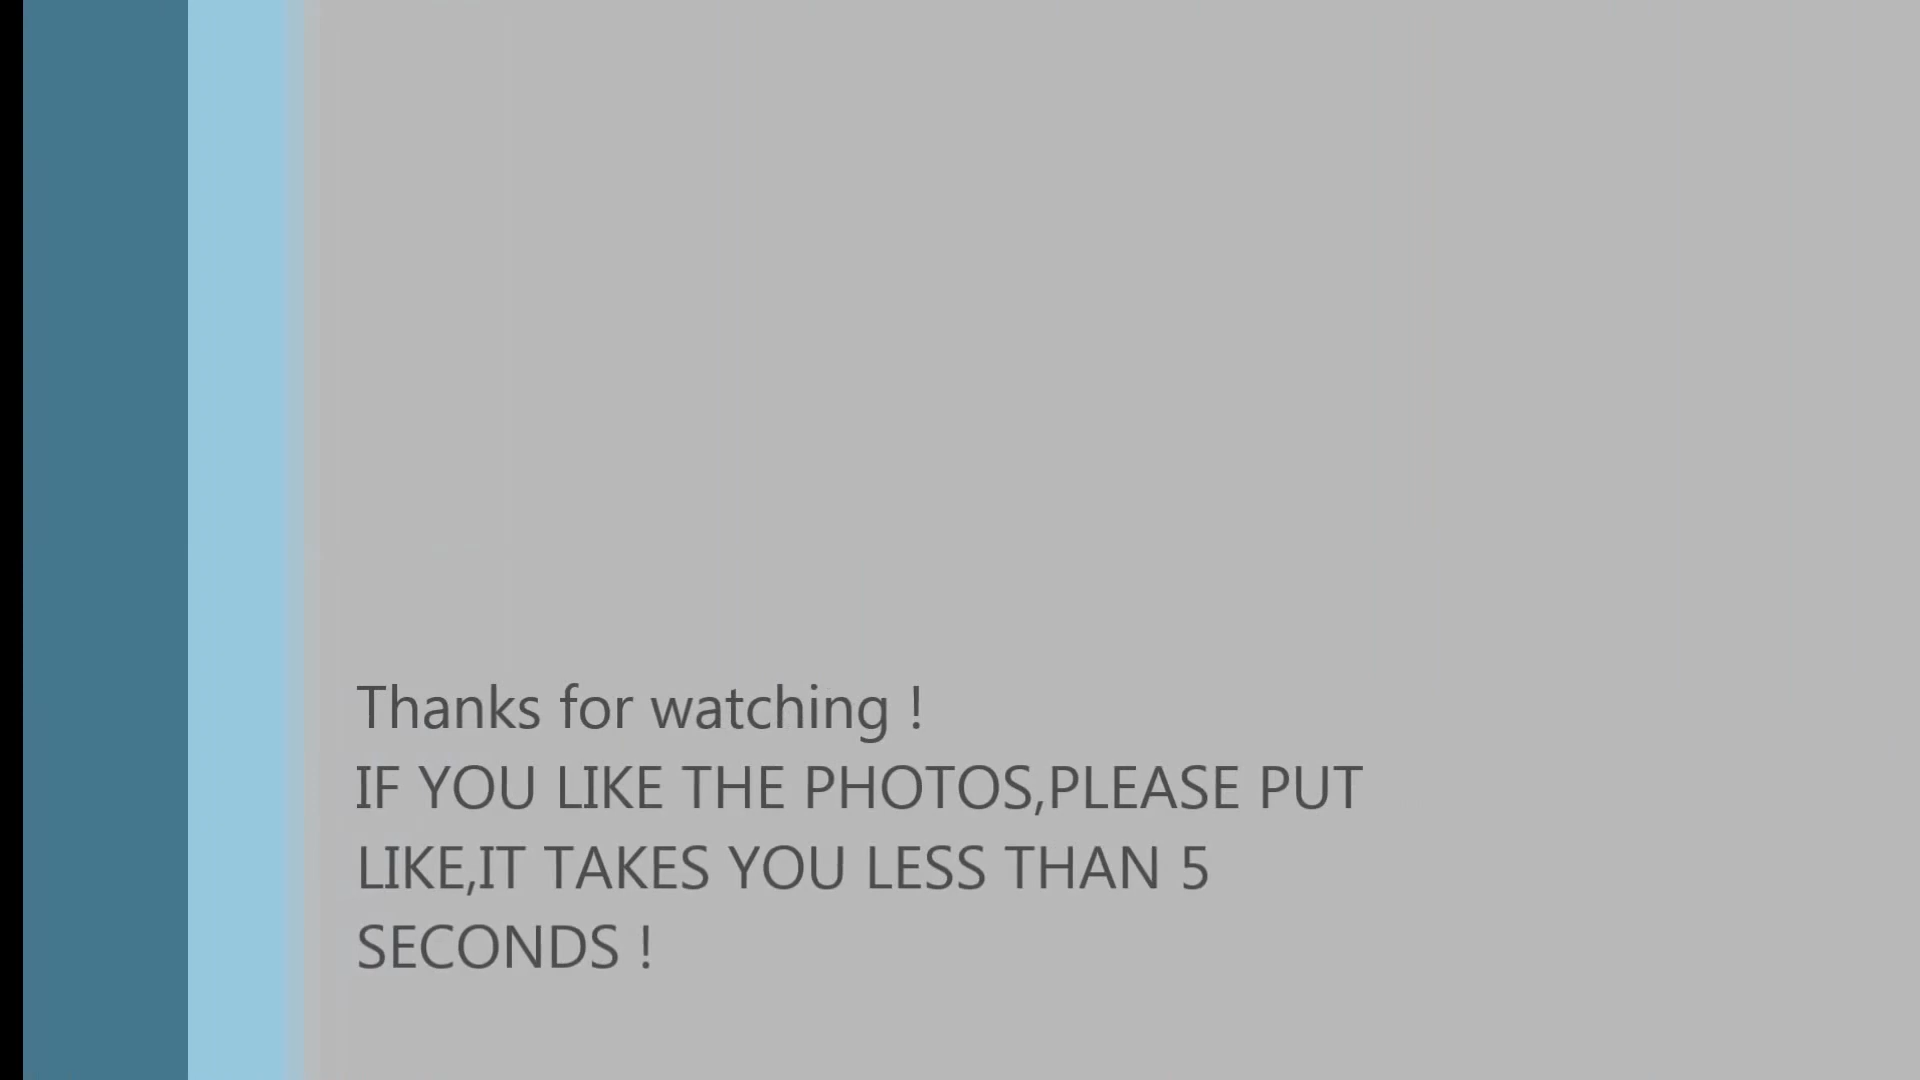 Thanks for watching !
IF YOU LIKE THE PHOTOS,PLEASE PUT
LIKE,IT TAKES YOU LESS THAN 5
SECONDS !